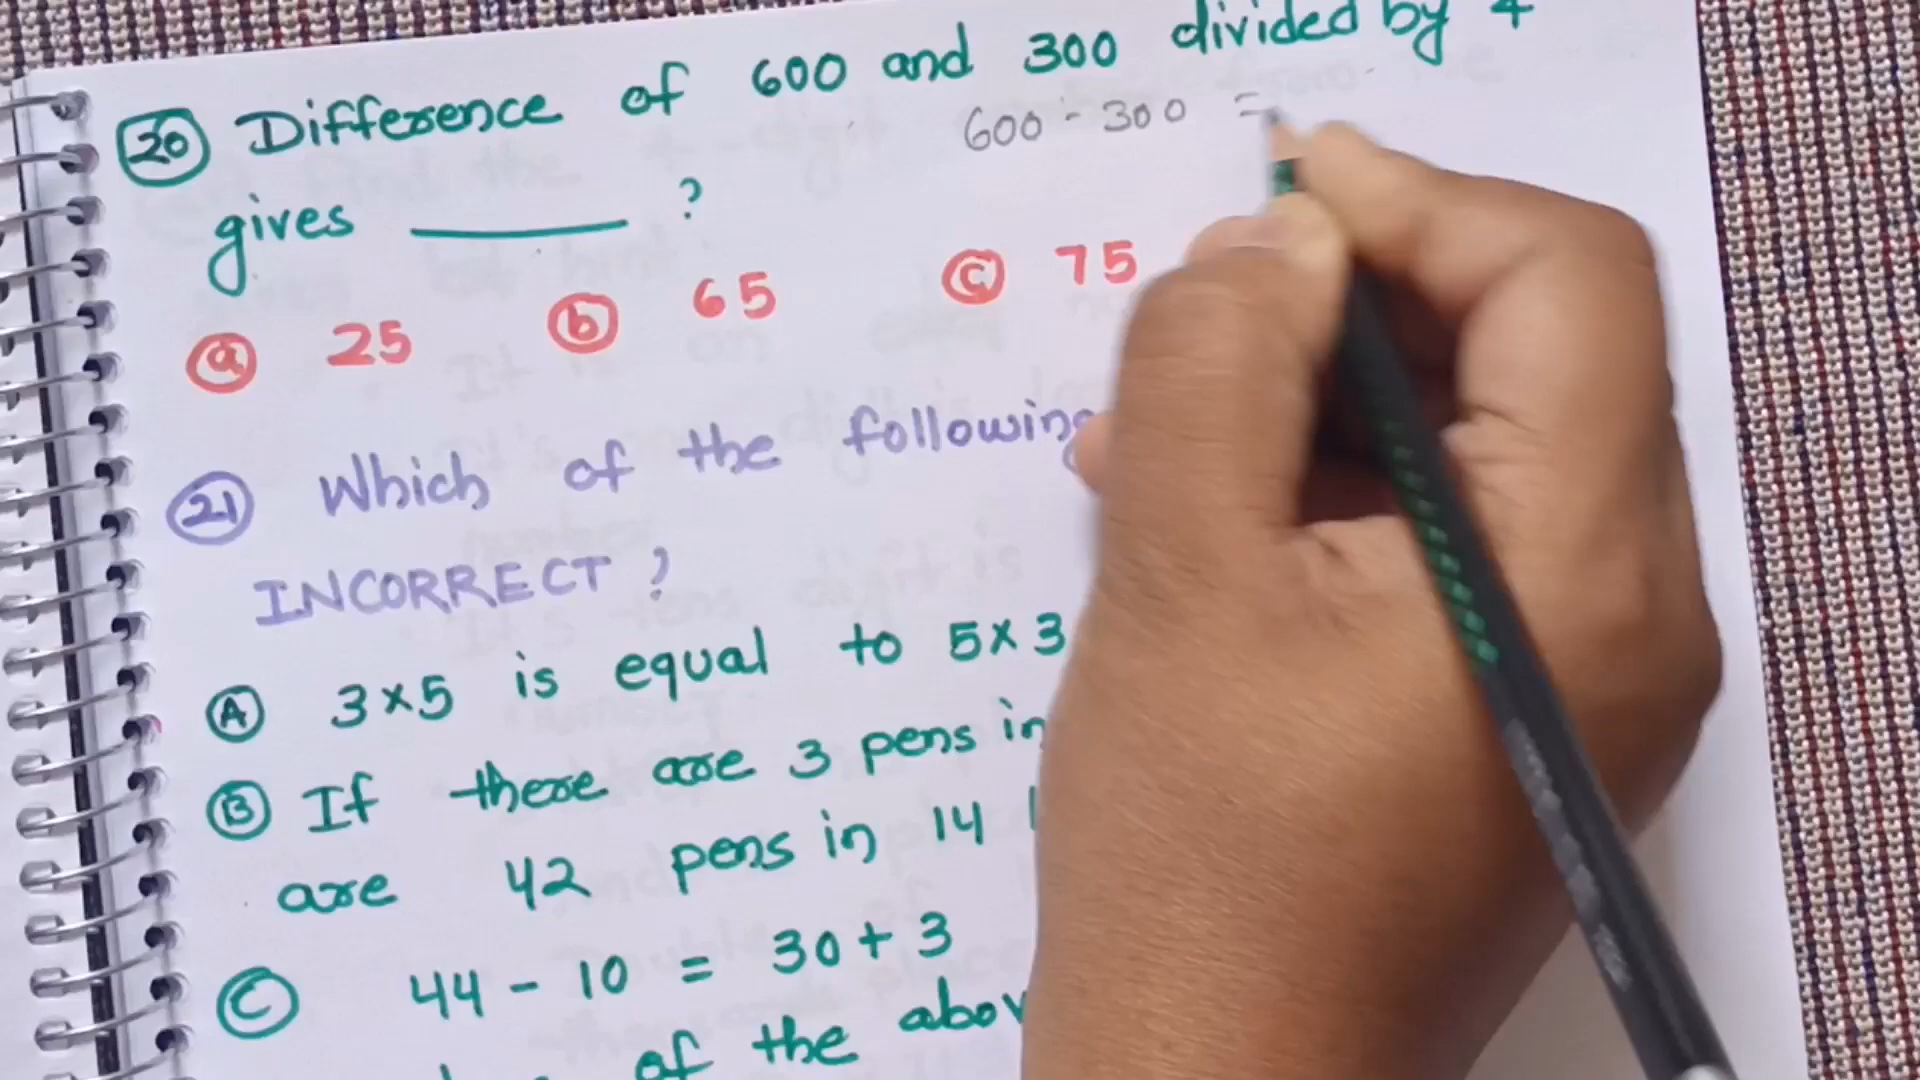 20 Difference of 600 and 300 divided by 4
600 - 300 =
gives ______ ?
a 25 b 65 c 75
21 Which of the following
INCORRECT ?
A 3×5 is equal to 5×3
B If there are 3 pens in
are 42 pens in 14
C 44 - 10 = 30 + 3
of the above